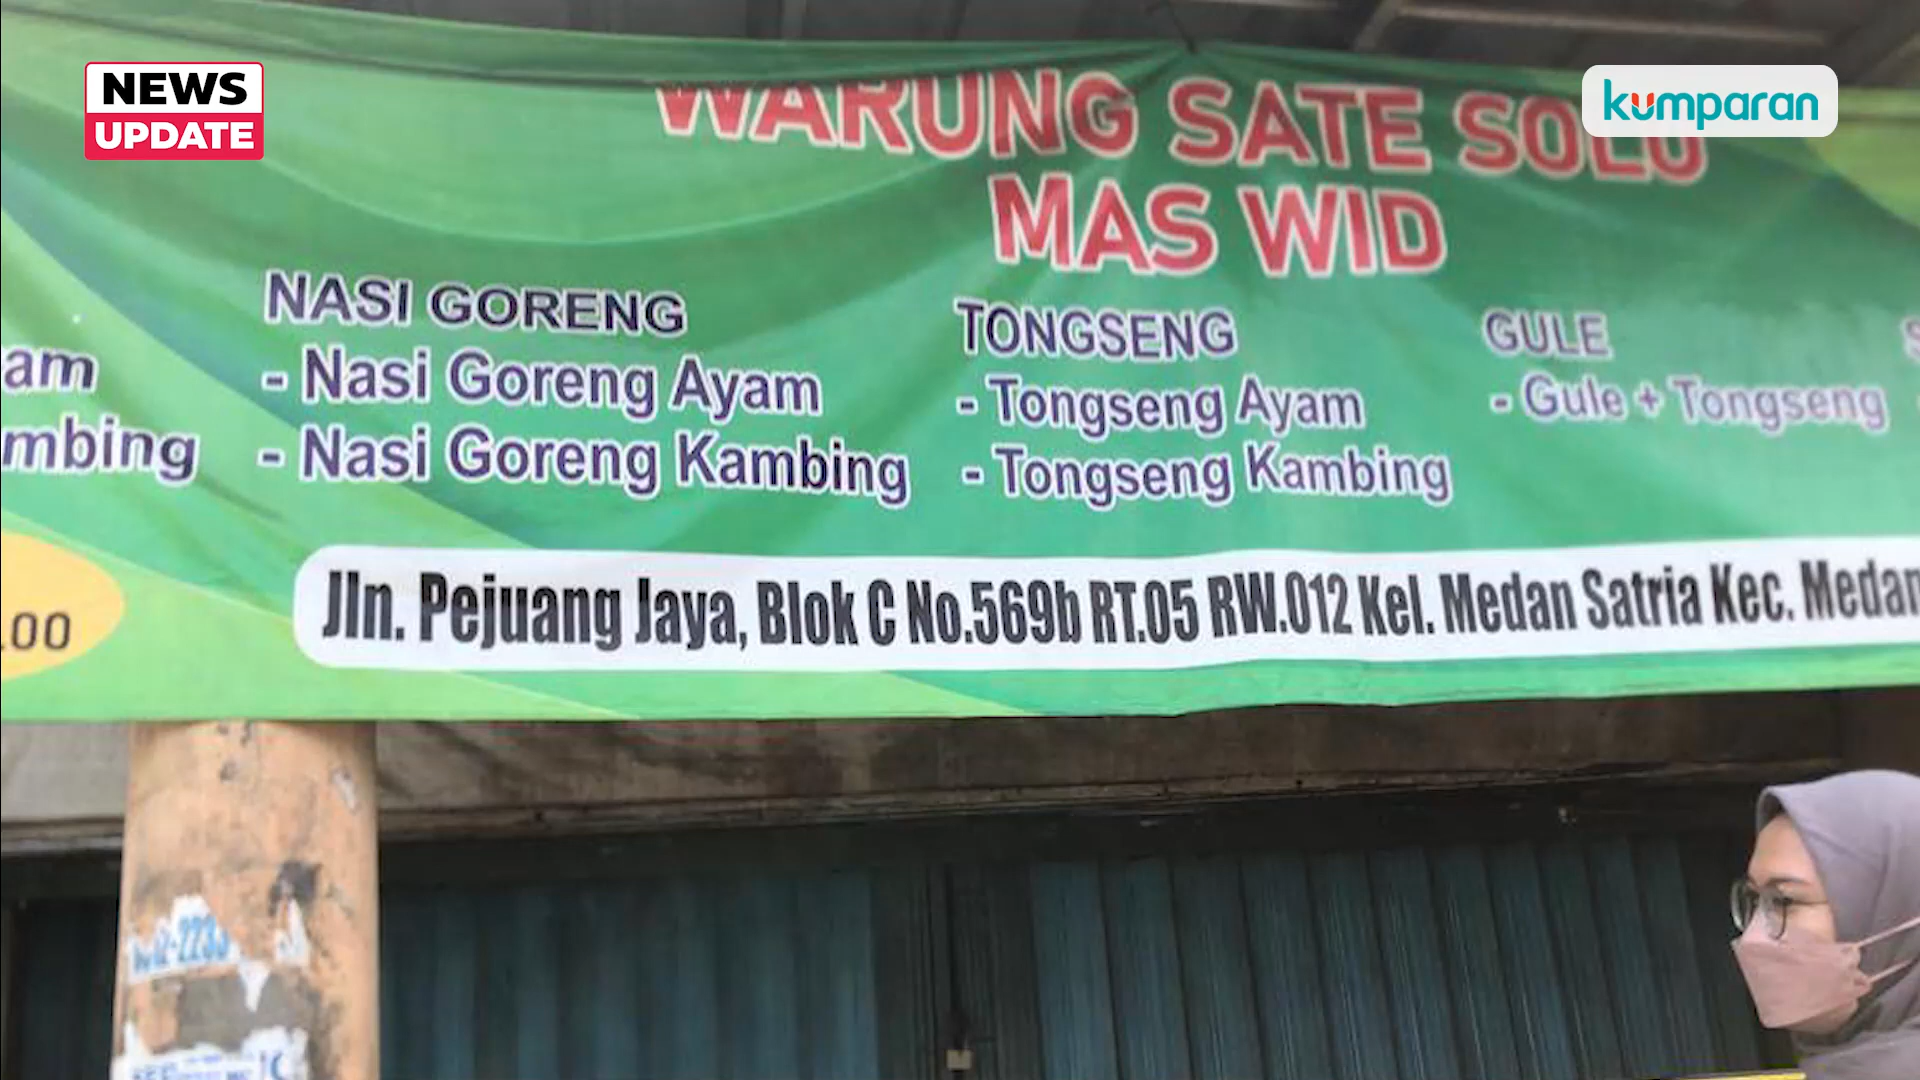 NEWS
UPDATE
kumparan
WARUNG SATE SOLO
MAS WID
NASI GORENG
- Nasi Goreng Ayam
- Nasi Goreng Kambing
TONGSENG
- Tongseng Ayam
- Tongseng Kambing
GULE
- Gule + Tongseng
am
mbing
.00
Jln. Pejuang Jaya, Blok C No.569b RT.05 RW.012 Kel. Medan Satria Kec. Medan